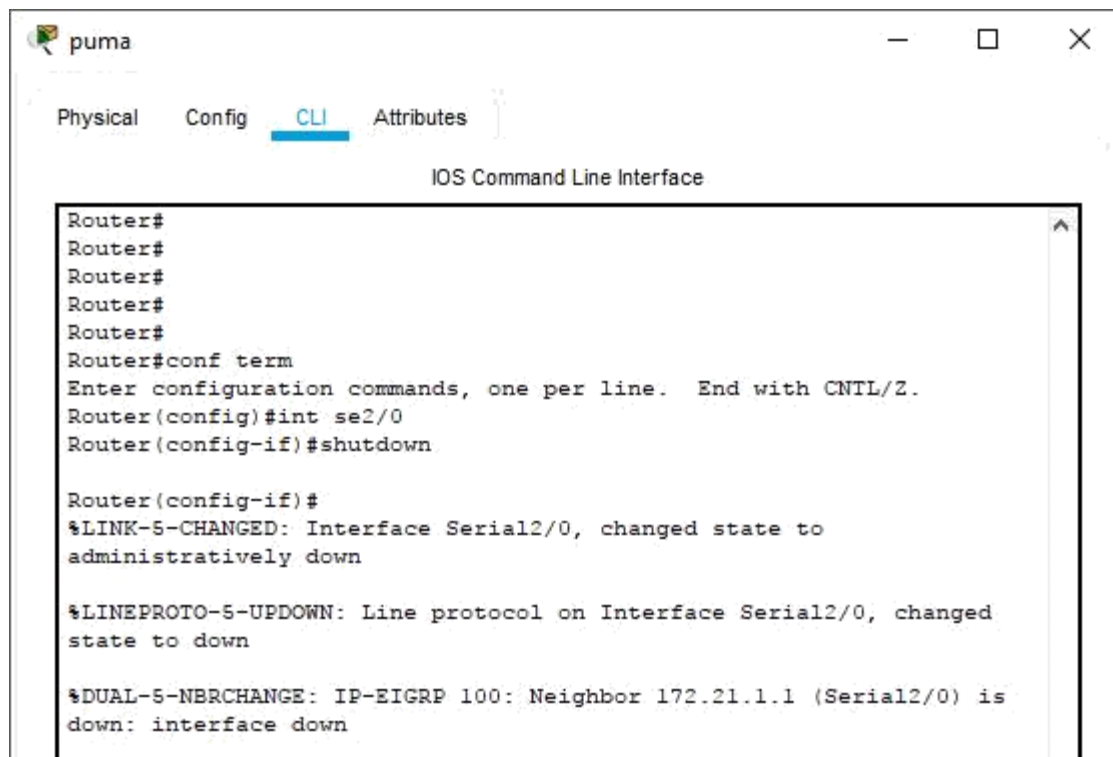 puma
Physical Config CLI Attributes
IOS Command Line Interface
Router#
Router#
Router#
Router#
Router#
Router#conf term
Enter configuration commands, one per line.  End with CNTL/Z.
Router(config)#int se2/0
Router(config-if)#shutdown
Router(config-if)#
%LINK-5-CHANGED: Interface Serial2/0, changed state to
administratively down
%LINEPROTO-5-UPDOWN: Line protocol on Interface Serial2/0, changed
state to down
%DUAL-5-NBRCHANGE: IP-EIGRP 100: Neighbor 172.21.1.1 (Serial2/0) is
down: interface down